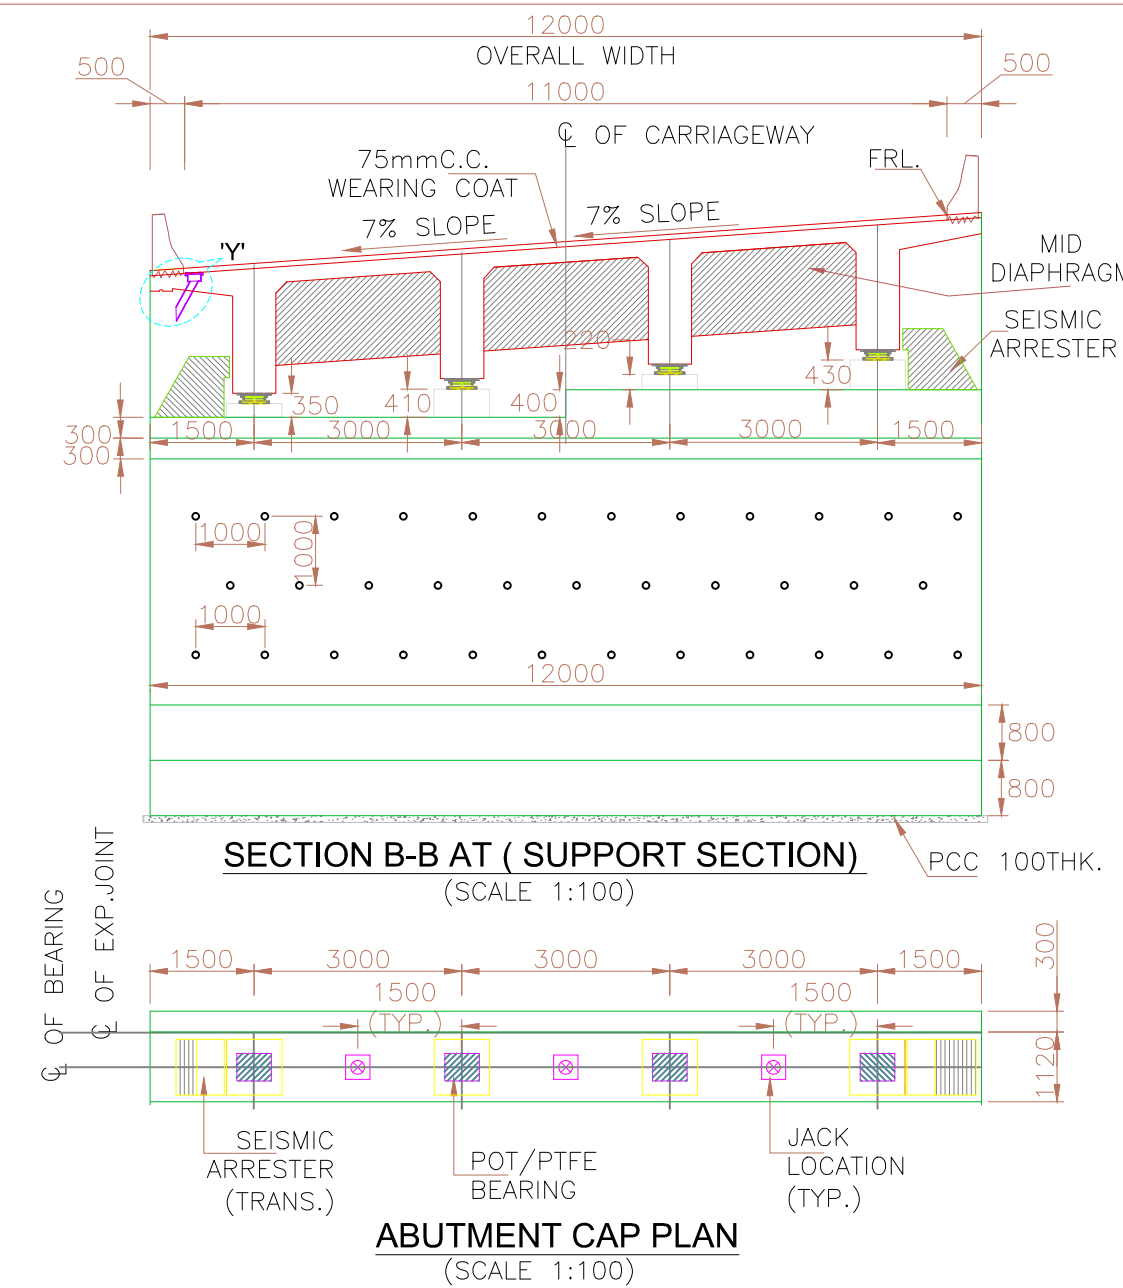 12000
OVERALL WIDTH
500
500
11000
℄ OF CARRIAGEWAY
75mmC.C.
WEARING COAT
FRL.
7% SLOPE
7% SLOPE
'Y'
MID
DIAPHRAGM
SEISMIC
ARRESTER
220
430
350
410
400
300
1500
3000
3000
3000
1500
300
1000
1000
1000
12000
800
800
SECTION B-B AT ( SUPPORT SECTION)
(SCALE 1:100)
PCC 100THK.
℄ OF BEARING
℄ OF EXP.JOINT
1500
3000
3000
3000
1500
300
1500
(TYP.)
1500
(TYP.)
1120
SEISMIC
ARRESTER
(TRANS.)
POT/PTFE
BEARING
JACK
LOCATION
(TYP.)
ABUTMENT CAP PLAN
(SCALE 1:100)